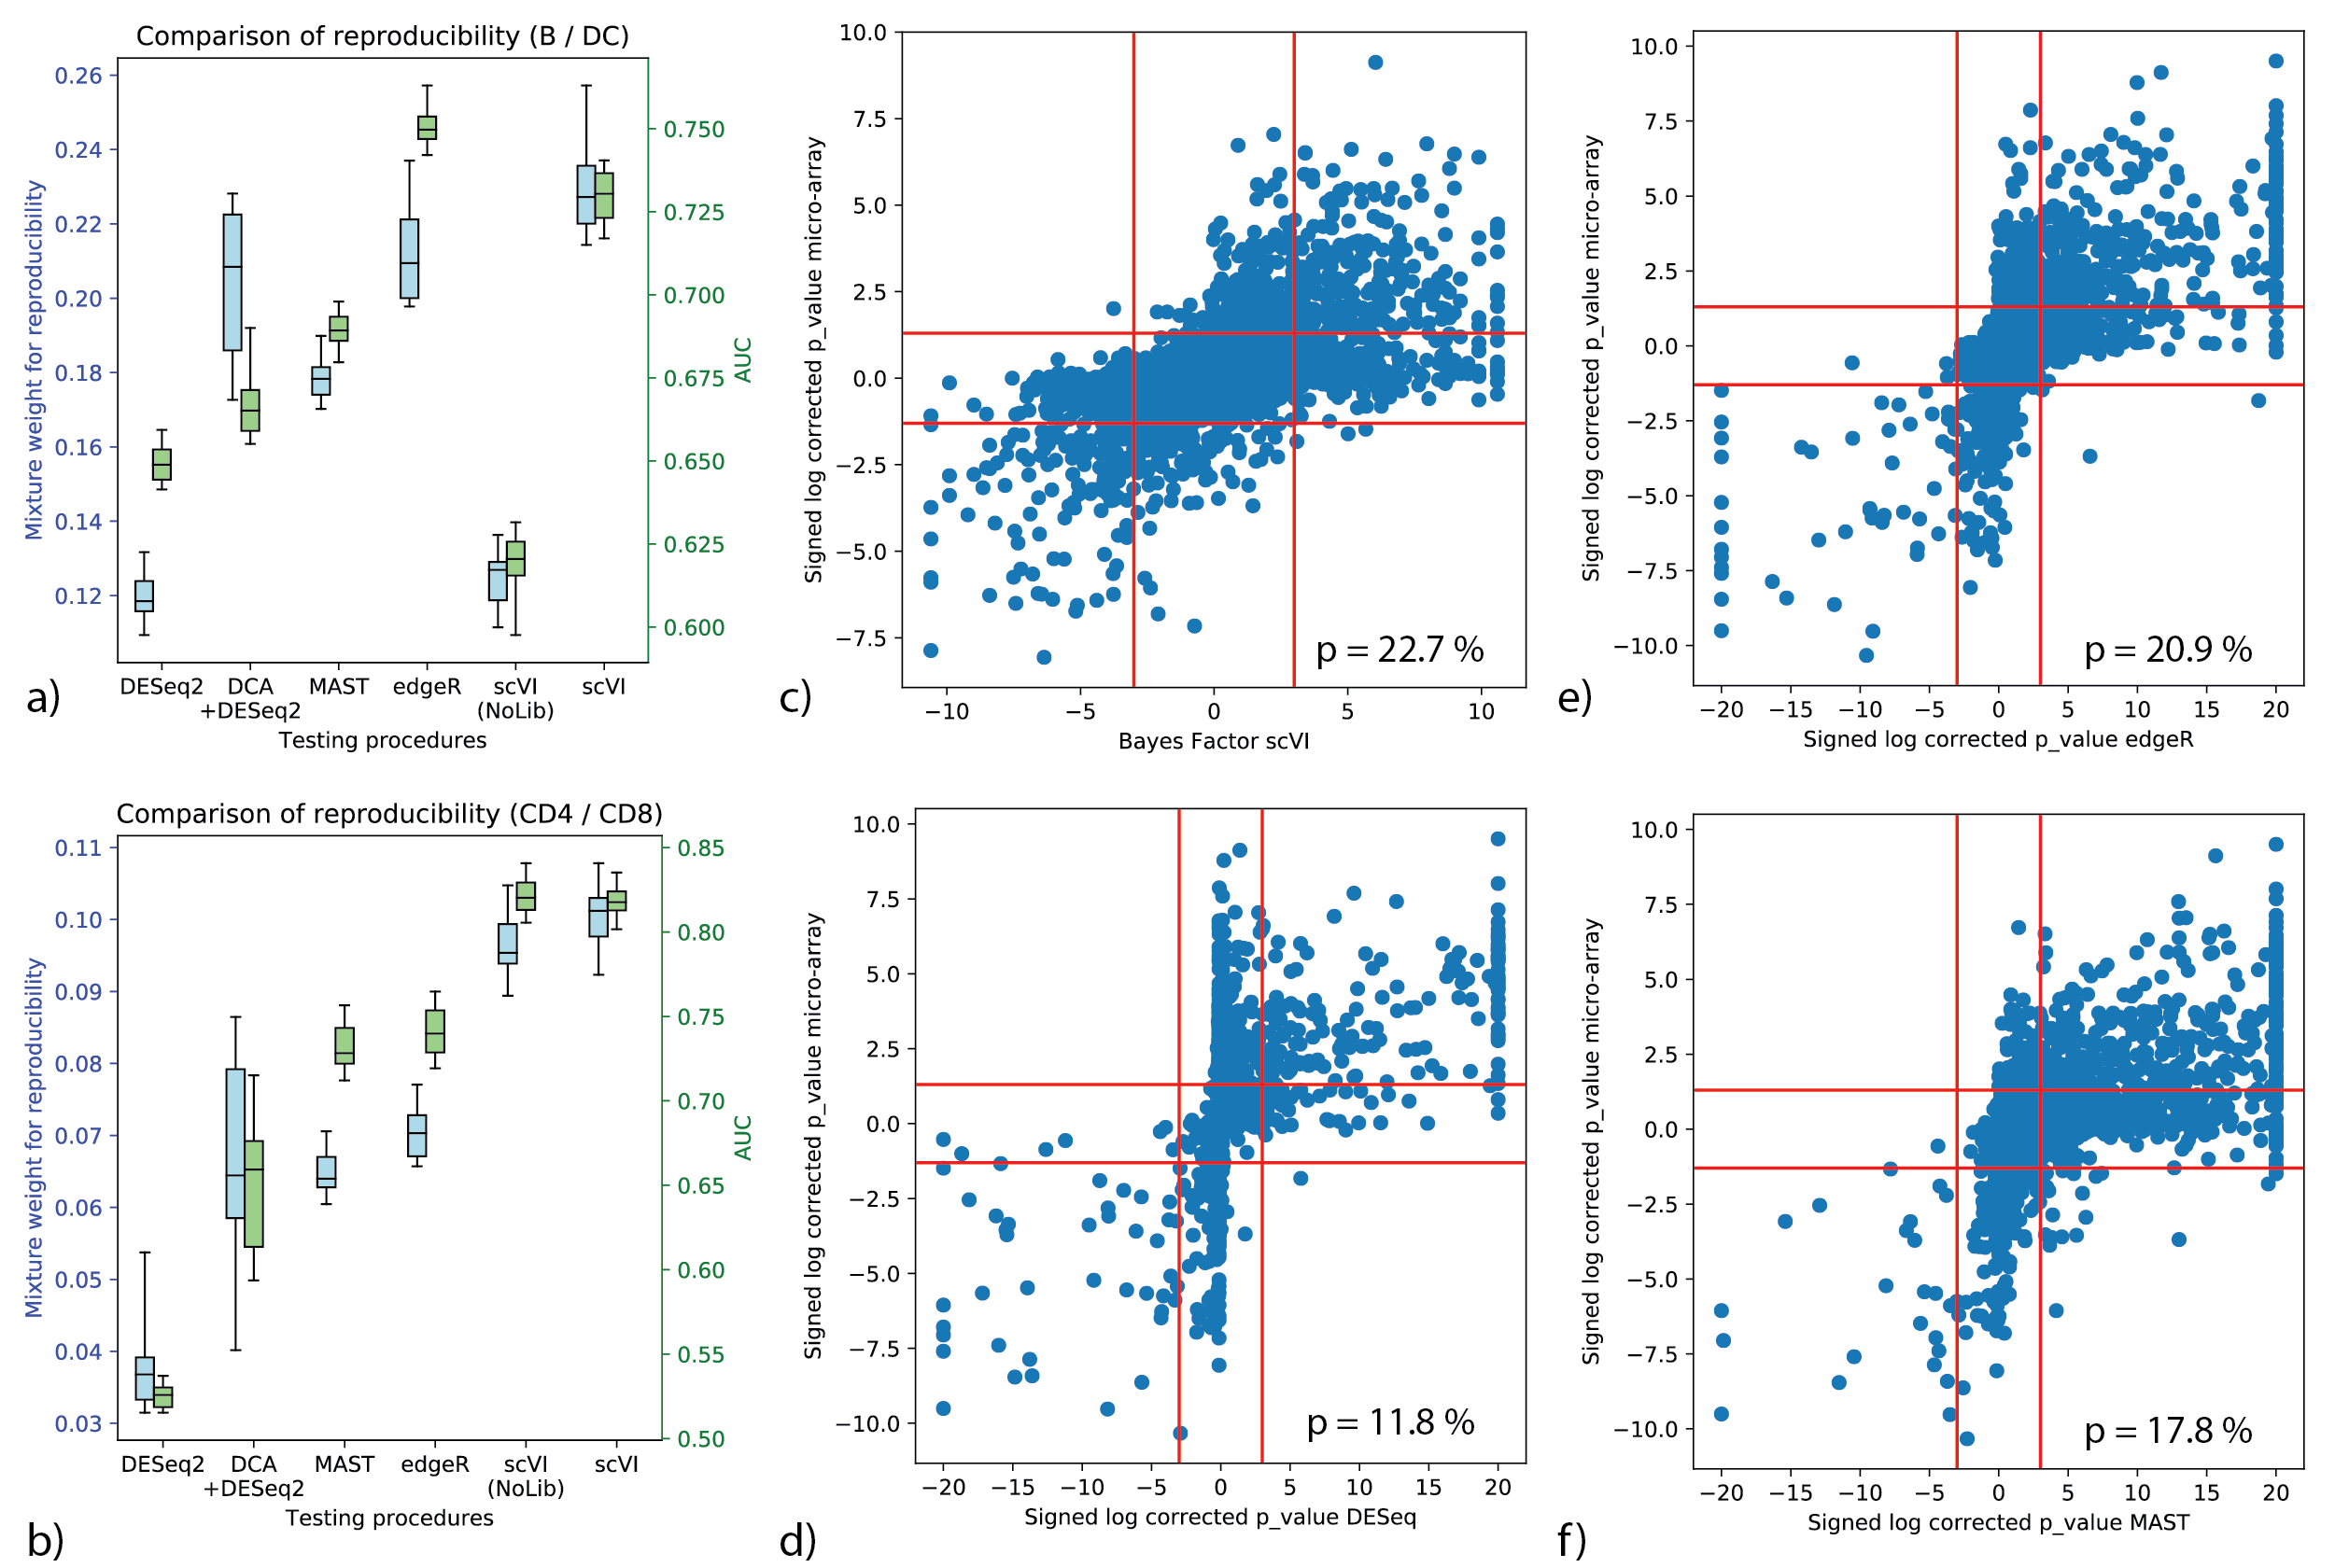 Comparison of reproducibility (B / DC)
Mixture weight for reproducibility
0.26
0.24
0.22
0.20
0.18
0.16
0.14
0.12
0.750
0.725
0.700
0.675
0.650
0.625
0.600
AUC
DESeq2 DCA MAST edgeR scVI scVI
+DESeq2 (NoLib)
Testing procedures
a)
Signed log corrected p_value micro-array
10.0
7.5
5.0
2.5
0.0
−2.5
−5.0
−7.5
p = 22.7 %
−10 −5 0 5 10
Bayes Factor scVI
c)
Signed log corrected p_value micro-array
10.0
7.5
5.0
2.5
0.0
−2.5
−5.0
−7.5
−10.0
p = 20.9 %
−20 −15 −10 −5 0 5 10 15 20
Signed log corrected p_value edgeR
e)
Comparison of reproducibility (CD4 / CD8)
Mixture weight for reproducibility
0.11
0.10
0.09
0.08
0.07
0.06
0.05
0.04
0.03
0.85
0.80
0.75
0.70
0.65
0.60
0.55
0.50
AUC
DESeq2 DCA MAST edgeR scVI scVI
+DESeq2 (NoLib)
Testing procedures
b)
Signed log corrected p_value micro-array
10.0
7.5
5.0
2.5
0.0
−2.5
−5.0
−7.5
−10.0
p = 11.8 %
−20 −15 −10 −5 0 5 10 15 20
Signed log corrected p_value DESeq
d)
Signed log corrected p_value micro-array
10.0
7.5
5.0
2.5
0.0
−2.5
−5.0
−7.5
−10.0
p = 17.8 %
−20 −15 −10 −5 0 5 10 15 20
Signed log corrected p_value MAST
f)